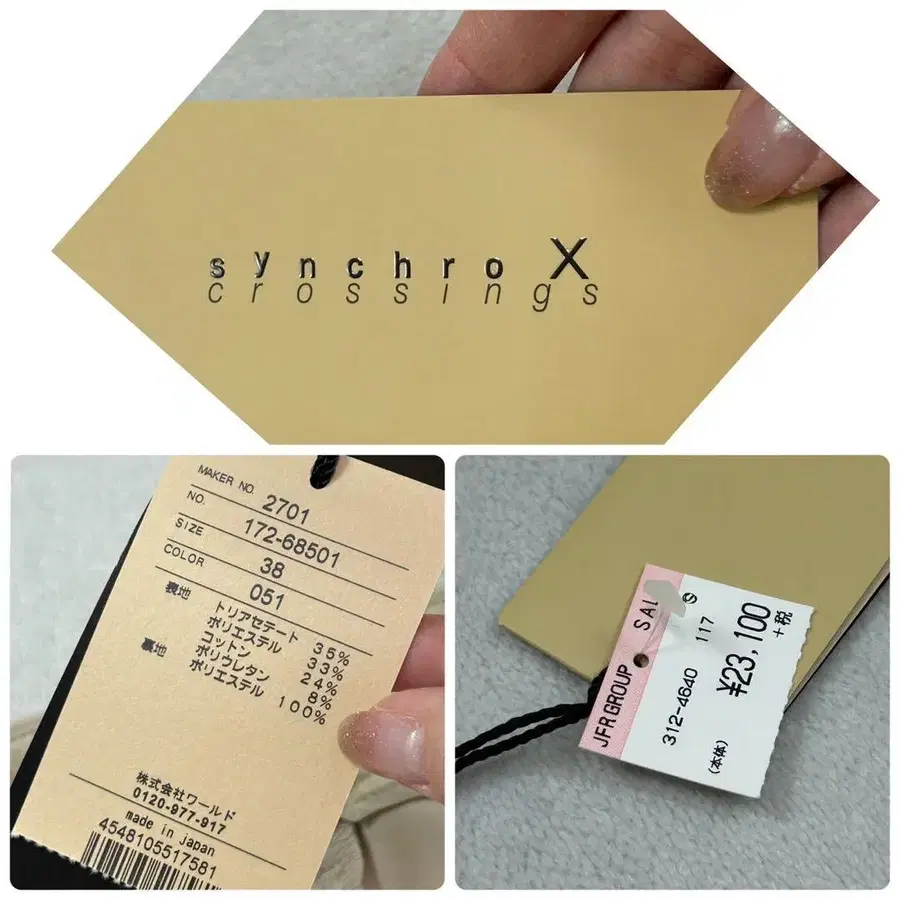 synchro X
crossings
MAKER NO. 2701
NO. 172-68501
SIZE 38
COLOR 051
表地 トリアセテート 35%
ポリエステル 33%
コットン 24%
ポリウレタン 8%
裏地 ポリエステル 100%
株式会社ワールド
0120-977-917
made in japan
4548105517581
JFR GROUP SAL
312-4640 117
(本体) ¥23,100 +税